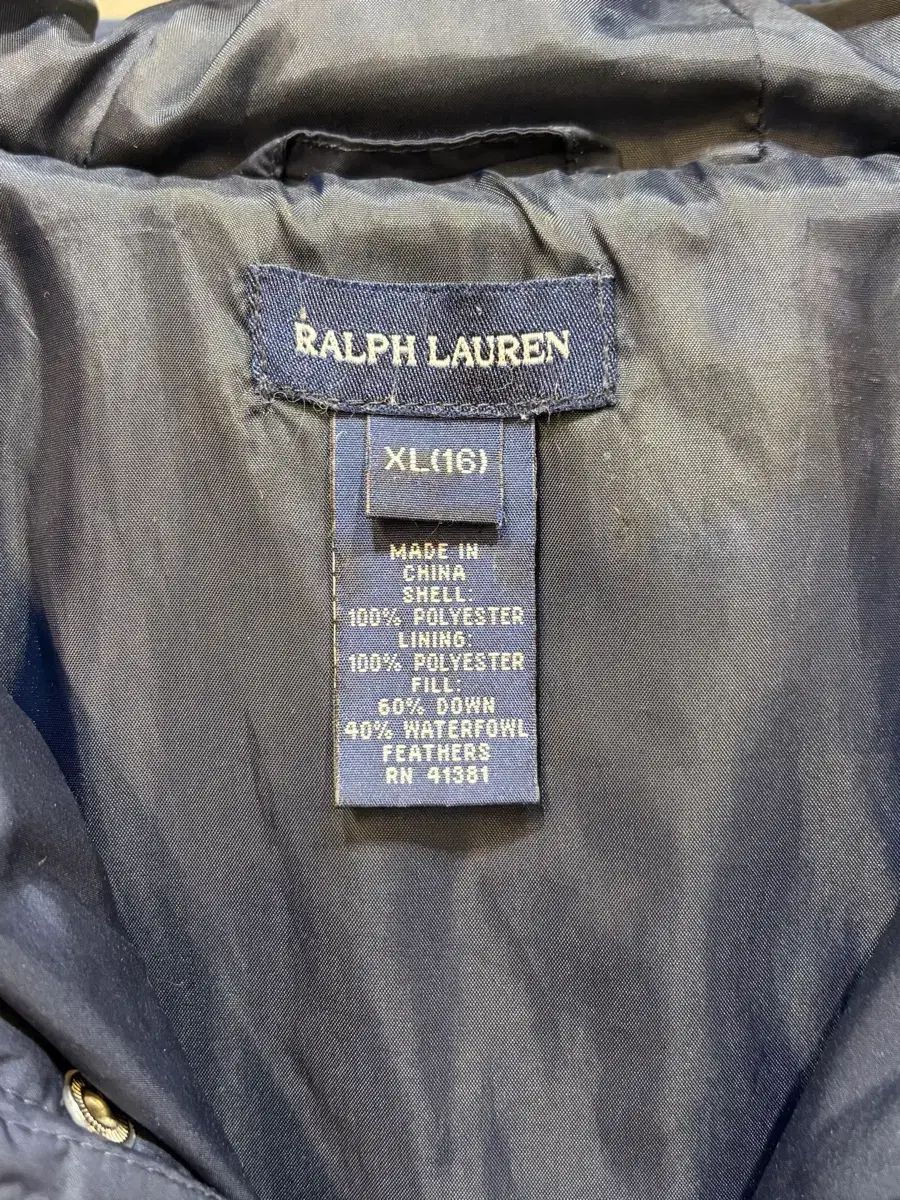 RALPH LAUREN
XL(16)
MADE IN
CHINA
SHELL:
100% POLYESTER
LINING:
100% POLYESTER
FILL:
60% DOWN
40% WATERFOWL
FEATHERS
RN 41381